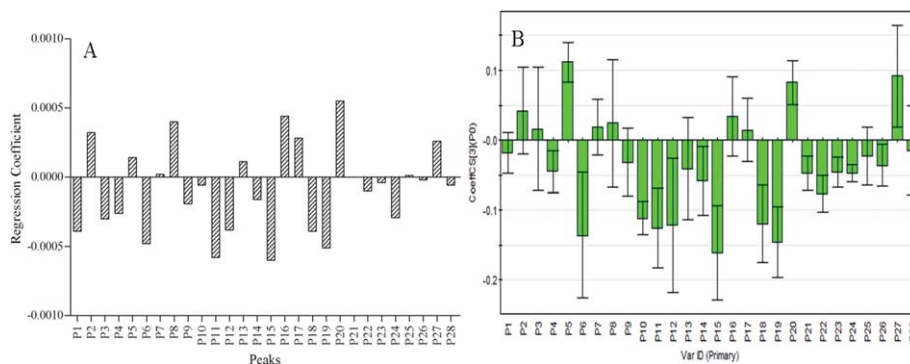 A
0.0010
0.0005
0.0000
-0.0005
-0.0010
Regression Coefficient
P1 P2 P3 P4 P5 P6 P7 P8 P9 P10 P11 P12 P13 P14 P15 P16 P17 P18 P19 P20 P21 P22 P23 P24 P25 P26 P27 P28
Peaks
B
0.1
-0.0
-0.1
-0.2
CoeffCS[3](P0)
P1 P2 P3 P4 P5 P6 P7 P8 P9 P10 P11 P12 P13 P14 P15 P16 P17 P18 P19 P20 P21 P22 P23 P24 P25 P26 P27
Var ID (Primary)